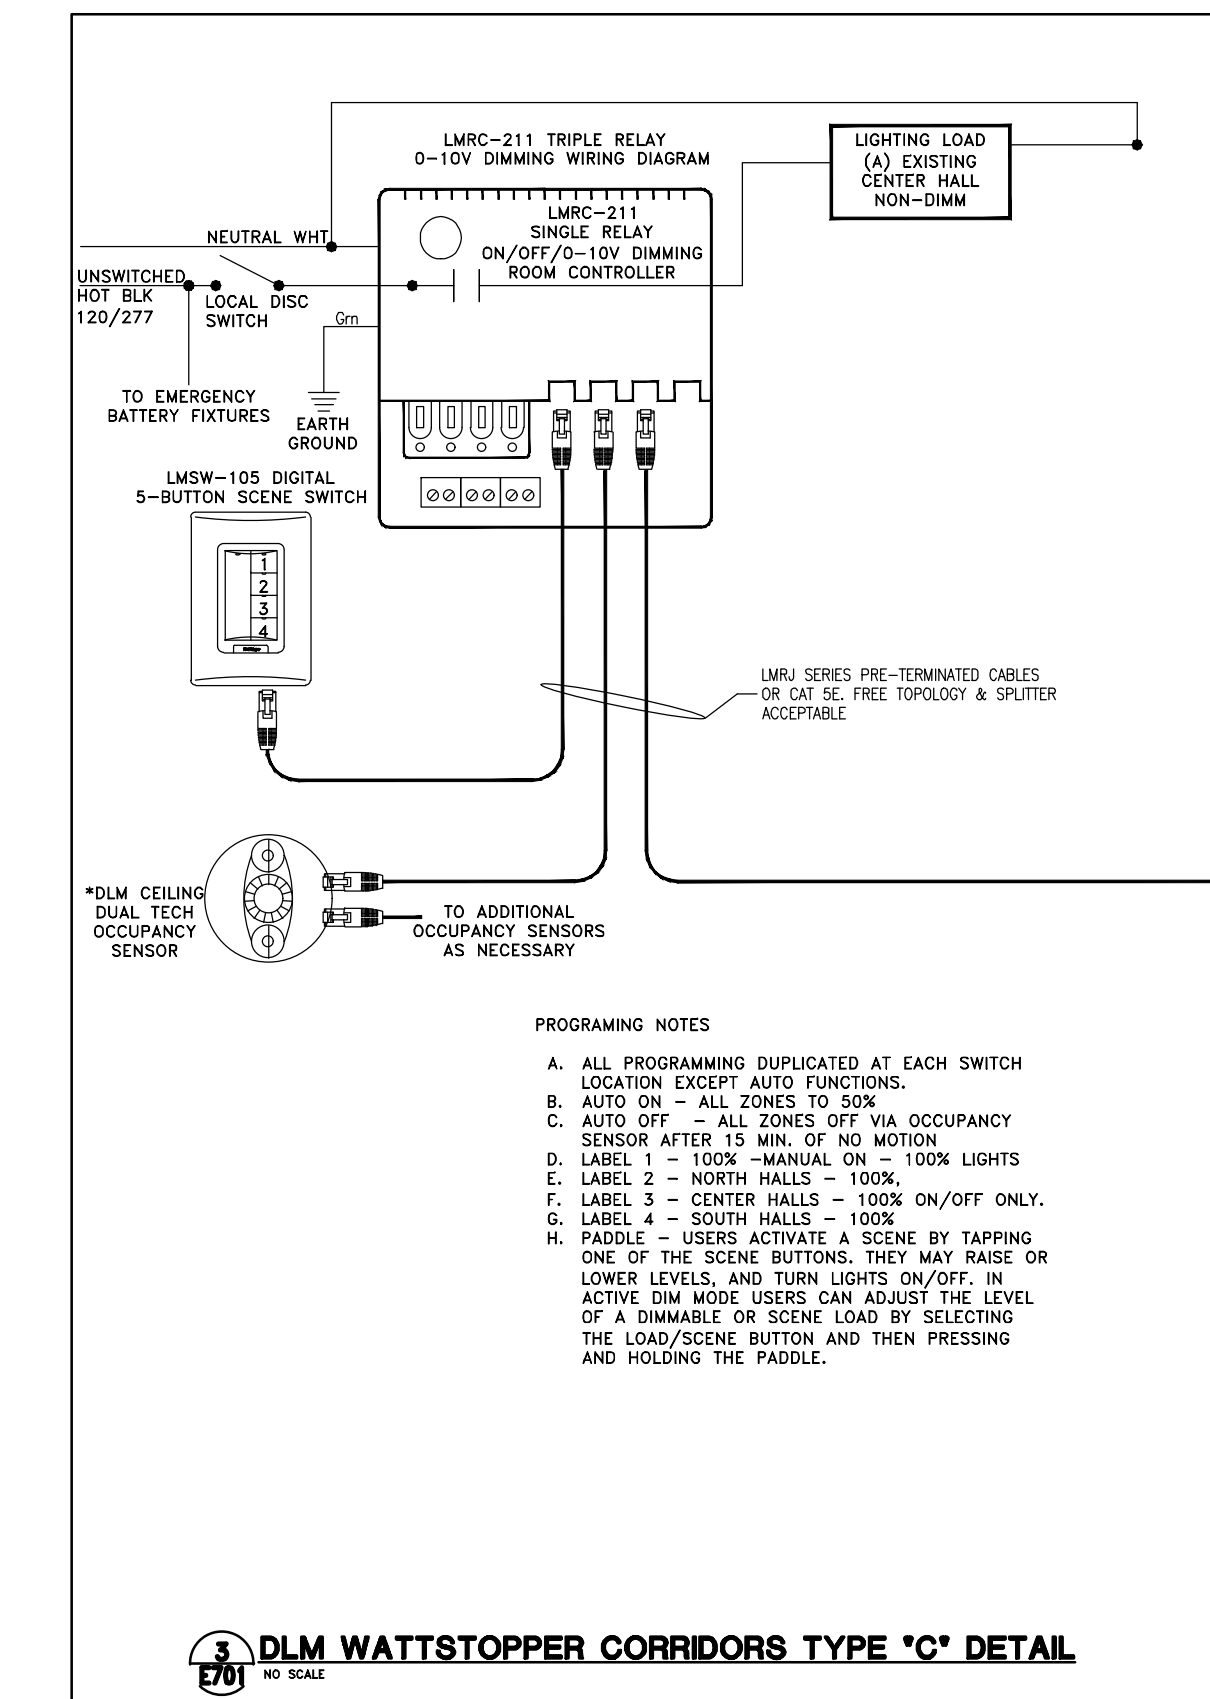 LMRC-211 TRIPLE RELAY
0-10V DIMMING WIRING DIAGRAM
LIGHTING LOAD
(A) EXISTING
CENTER HALL
NON-DIMM
LMRC-211
SINGLE RELAY
ON/OFF/0-10V DIMMING
ROOM CONTROLLER
NEUTRAL WHT
UNSWITCHED
HOT BLK
120/277
LOCAL DISC
SWITCH
Grn
TO EMERGENCY
BATTERY FIXTURES
EARTH
GROUND
LMSW-105 DIGITAL
5-BUTTON SCENE SWITCH
1
2
3
4
LMRJ SERIES PRE-TERMINATED CABLES
OR CAT 5E. FREE TOPOLOGY & SPLITTER
ACCEPTABLE
*DLM CEILING
DUAL TECH
OCCUPANCY
SENSOR
TO ADDITIONAL
OCCUPANCY SENSORS
AS NECESSARY
PROGRAMING NOTES
A. ALL PROGRAMMING DUPLICATED AT EACH SWITCH
LOCATION EXCEPT AUTO FUNCTIONS.
B. AUTO ON - ALL ZONES TO 50%
C. AUTO OFF - ALL ZONES OFF VIA OCCUPANCY
SENSOR AFTER 15 MIN. OF NO MOTION
D. LABEL 1 - 100% -MANUAL ON - 100% LIGHTS
E. LABEL 2 - NORTH HALLS - 100%,
F. LABEL 3 - CENTER HALLS - 100% ON/OFF ONLY.
G. LABEL 4 - SOUTH HALLS - 100%
H. PADDLE - USERS ACTIVATE A SCENE BY TAPPING
ONE OF THE SCENE BUTTONS. THEY MAY RAISE OR
LOWER LEVELS, AND TURN LIGHTS ON/OFF. IN
ACTIVE DIM MODE USERS CAN ADJUST THE LEVEL
OF A DIMMABLE OR SCENE LOAD BY SELECTING
THE LOAD/SCENE BUTTON AND THEN PRESSING
AND HOLDING THE PADDLE.
3
E701
DLM WATTSTOPPER CORRIDORS TYPE "C" DETAIL
NO SCALE